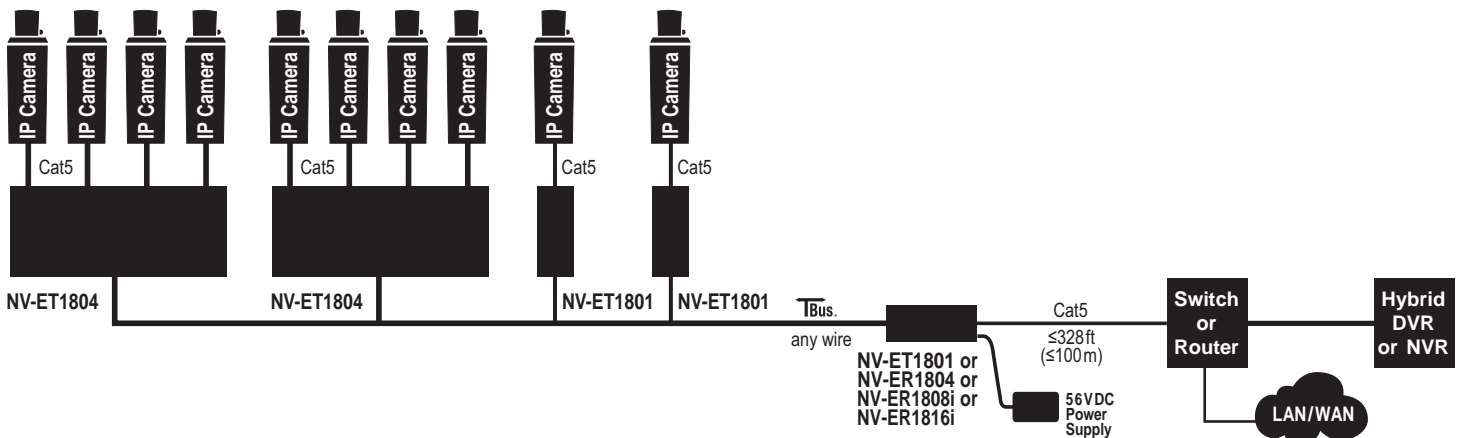 IP Camera
IP Camera
IP Camera
IP Camera
IP Camera
IP Camera
IP Camera
IP Camera
IP Camera
IP Camera
Cat5
Cat5
Cat5
Cat5
NV-ET1804
NV-ET1804
NV-ET1801
NV-ET1801
TBus.
any wire
NV-ET1801 or
NV-ER1804 or
NV-ER1808i or
NV-ER1816i
56VDC
Power
Supply
Cat5
≤328ft
(≤100m)
Switch
or
Router
Hybrid
DVR
or NVR
LAN/WAN